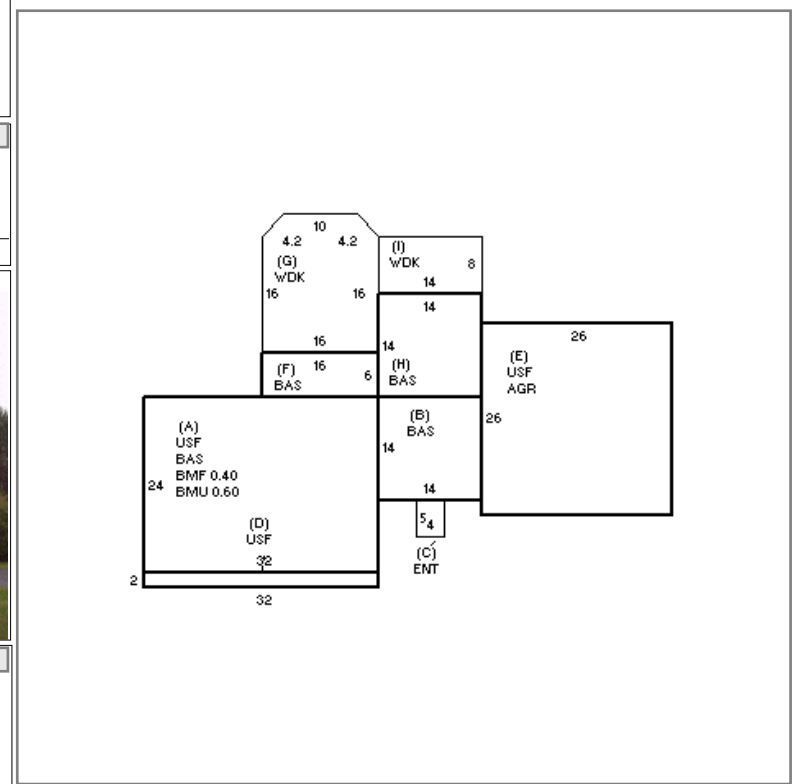 10
4.2 4.2
(G)
WDK
16 16
16
(I)
WDK
8
14
14
14
(H)
BAS
(F)
BAS
16
6
26
(E)
USF
AGR
26
(A)
USF
BAS
BMF 0.40
BMU 0.60
24
(B)
BAS
14
14
5
4
(C)
ENT
(D)
USF
32
2
32